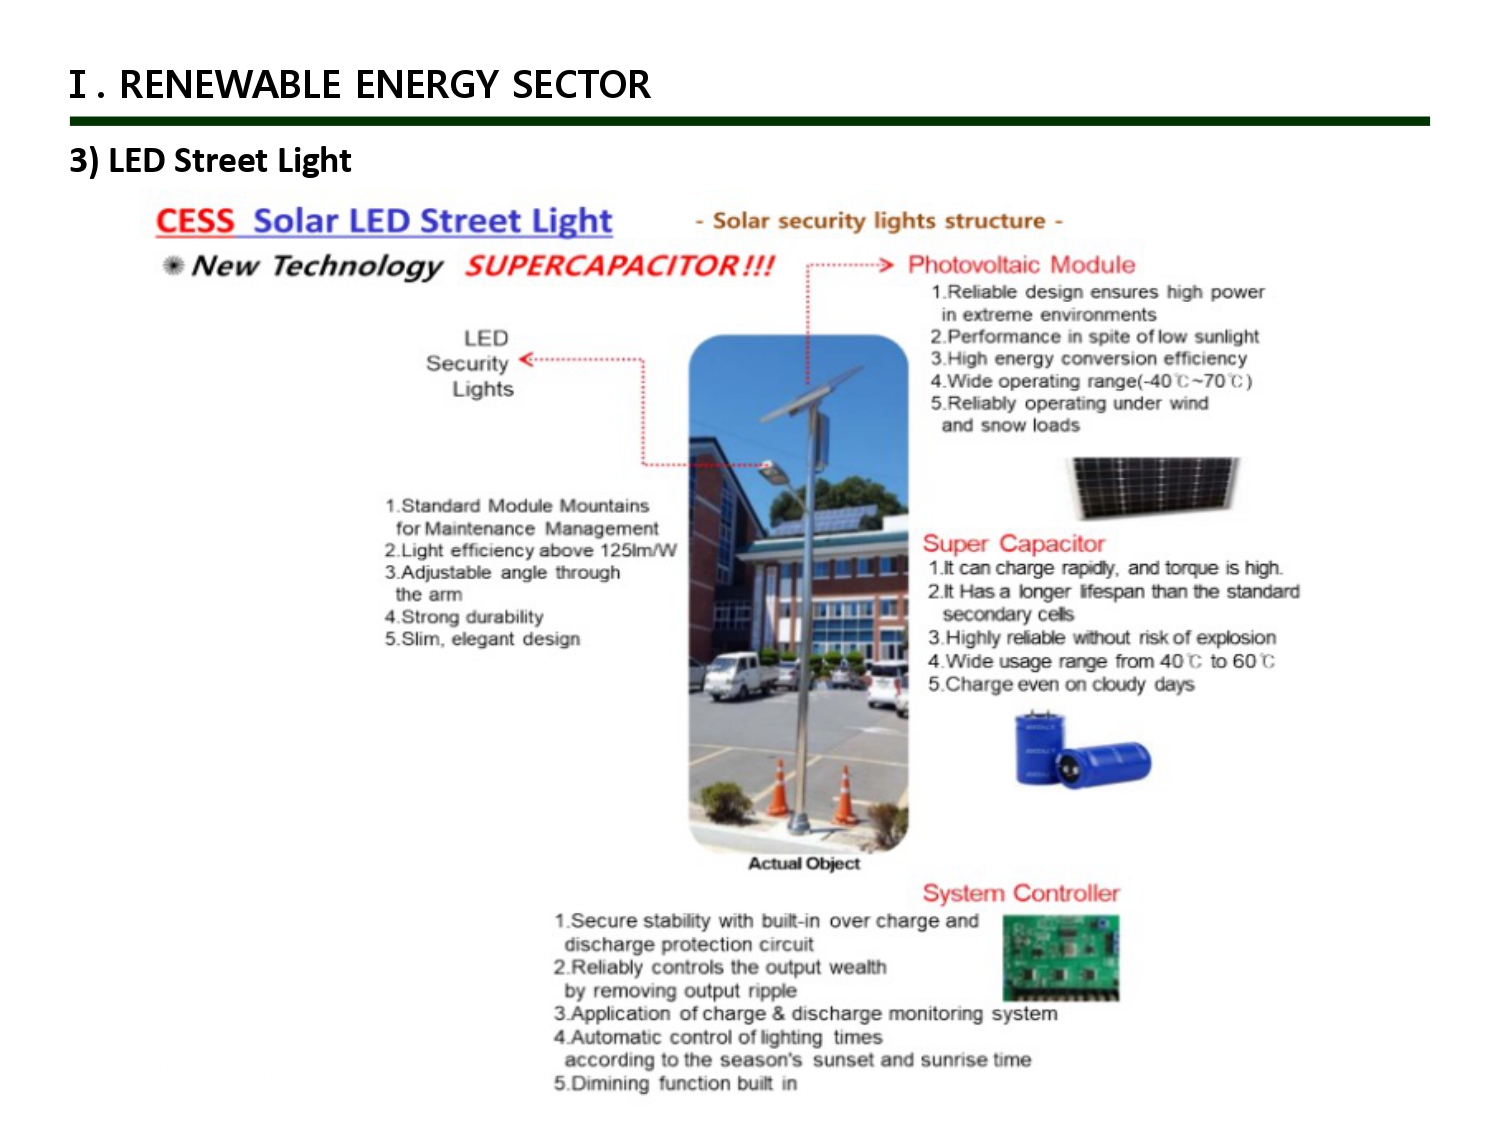 I . RENEWABLE ENERGY SECTOR
3) LED Street Light
CESS Solar LED Street Light
- Solar security lights structure -
New Technology SUPERCAPACITOR!!!
Photovoltaic Module
1.Reliable design ensures high power
in extreme environments
2.Performance in spite of low sunlight
3.High energy conversion efficiency
4.Wide operating range(-40℃~70℃)
5.Reliably operating under wind
and snow loads
LED
Security
Lights
1.Standard Module Mountains
for Maintenance Management
2.Light efficiency above 125lm/W
3.Adjustable angle through
the arm
4.Strong durability
5.Slim, elegant design
Super Capacitor
1.It can charge rapidly, and torque is high.
2.It Has a longer lifespan than the standard
secondary cells
3.Highly reliable without risk of explosion
4.Wide usage range from 40℃ to 60℃
5.Charge even on cloudy days
Actual Object
System Controller
1.Secure stability with built-in over charge and
discharge protection circuit
2.Reliably controls the output wealth
by removing output ripple
3.Application of charge & discharge monitoring system
4.Automatic control of lighting times
according to the season's sunset and sunrise time
5.Dimining function built in